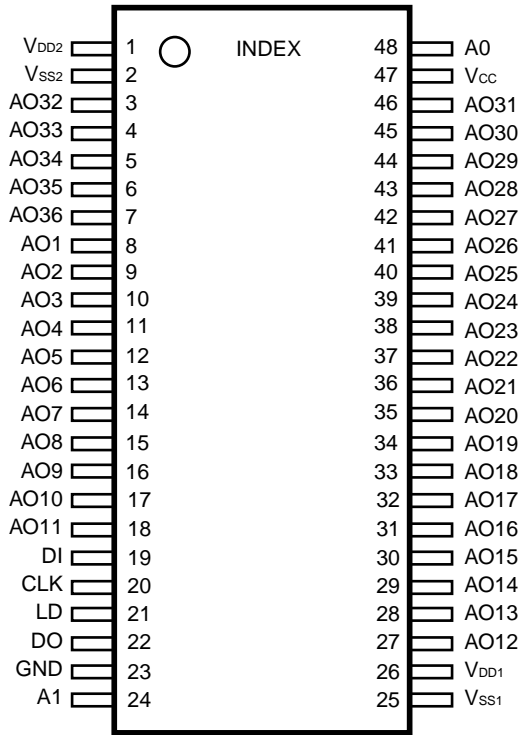 VDD2 1 INDEX 48 A0
VSS2 2 47 VCC
AO32 3 46 AO31
AO33 4 45 AO30
AO34 5 44 AO29
AO35 6 43 AO28
AO36 7 42 AO27
AO1 8 41 AO26
AO2 9 40 AO25
AO3 10 39 AO24
AO4 11 38 AO23
AO5 12 37 AO22
AO6 13 36 AO21
AO7 14 35 AO20
AO8 15 34 AO19
AO9 16 33 AO18
AO10 17 32 AO17
AO11 18 31 AO16
DI 19 30 AO15
CLK 20 29 AO14
LD 21 28 AO13
DO 22 27 AO12
GND 23 26 VDD1
A1 24 25 VSS1